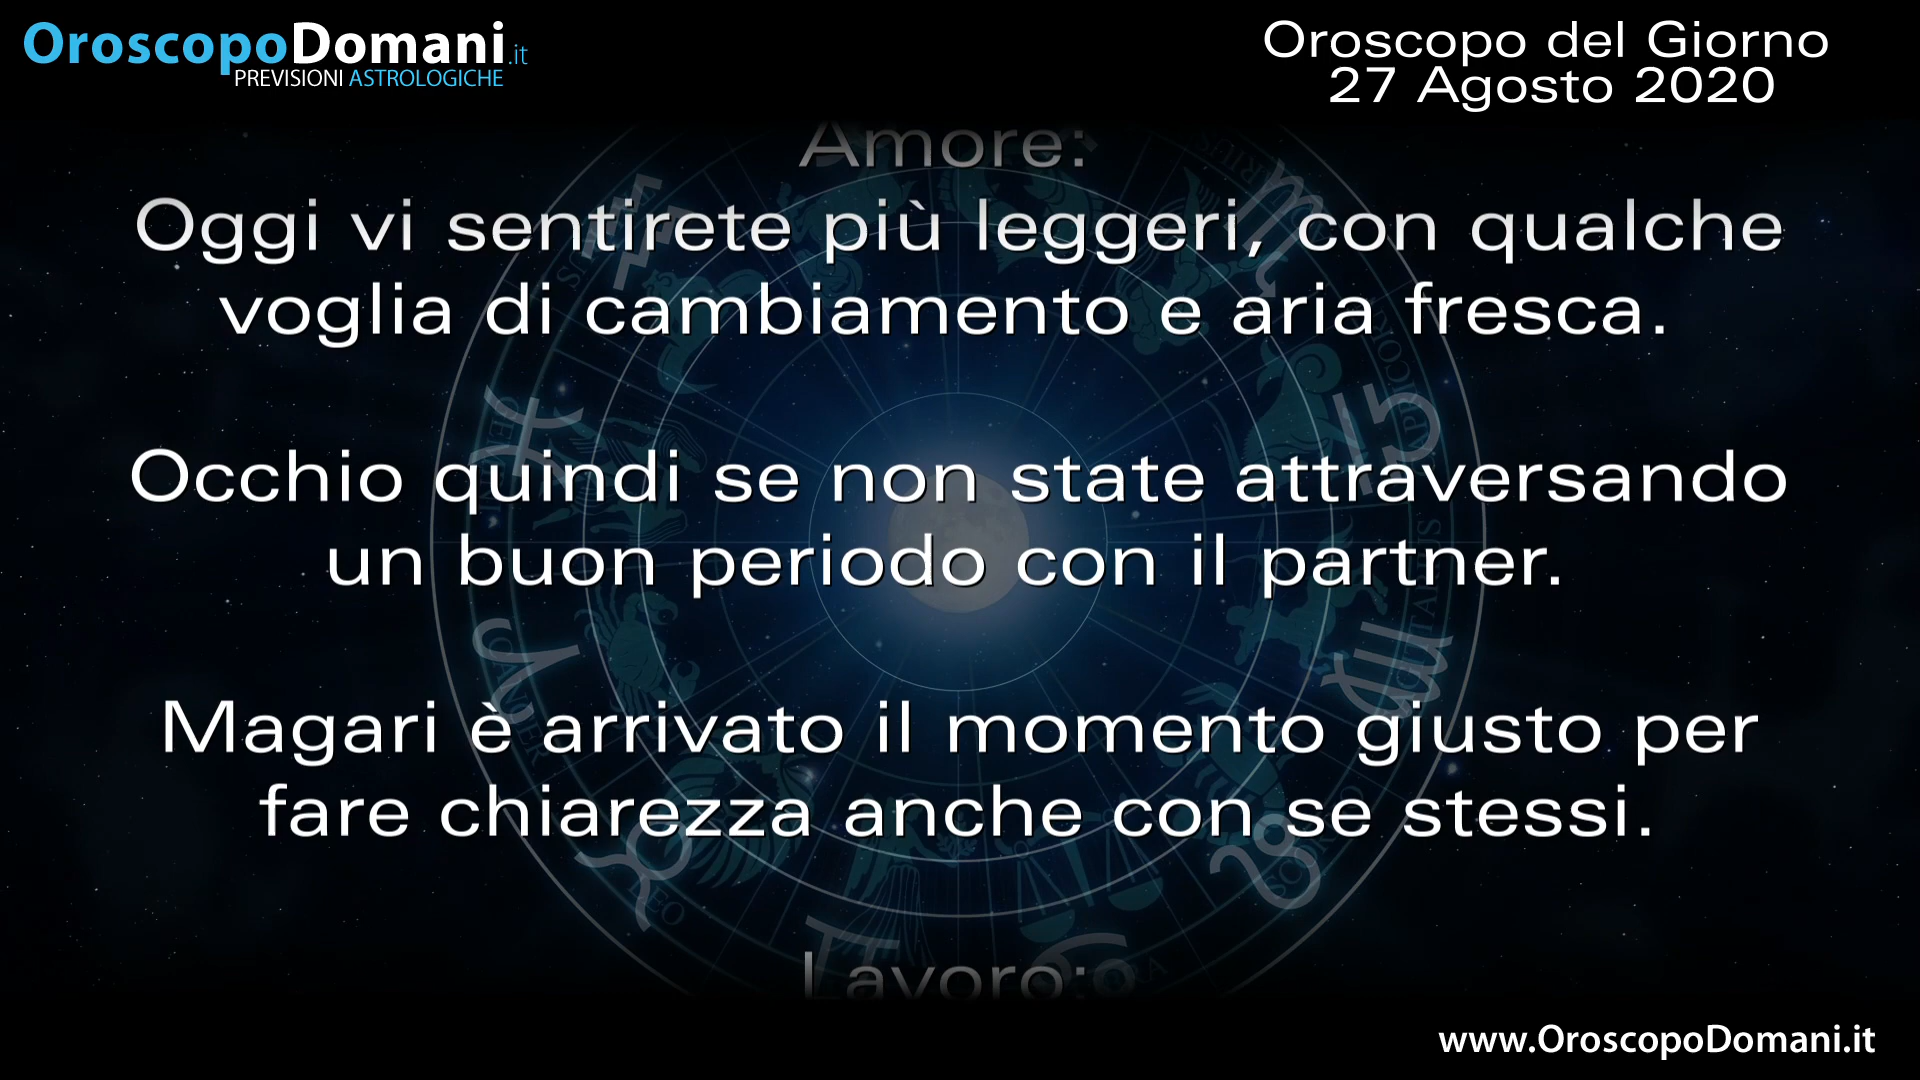 OroscopoDomani.it
PREVISIONI ASTROLOGICHE
Oroscopo del Giorno
27 Agosto 2020
Amore:
Oggi vi sentirete più leggeri, con qualche
voglia di cambiamento e aria fresca.
Occhio quindi se non state attraversando
un buon periodo con il partner.
Magari è arrivato il momento giusto per
fare chiarezza anche con se stessi.
Lavoro:
LEO
www.OroscopoDomani.it